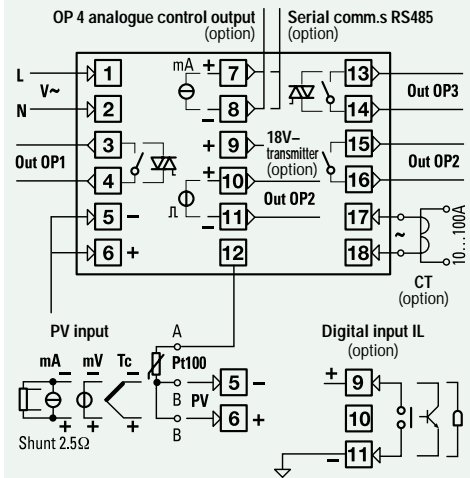 OP 4 analogue control output
(option)
Serial comm.s RS485
(option)
L
V~
N
1
2
mA
+
7
8
–
13
14
Out OP3
Out OP1
3
4
+
9
18V–
transmitter
(option)
15
16
Out OP2
+
10
11
–
Out OP2
5
–
6
+
12
17
18
~
10... 100A
CT
(option)
PV input
mA
mV
Tc
–
–
–
+
+
+
Shunt 2.5Ω
A
Pt100
B
PV
B
5
–
6
+
Digital input IL
(option)
+
9
10
–
11